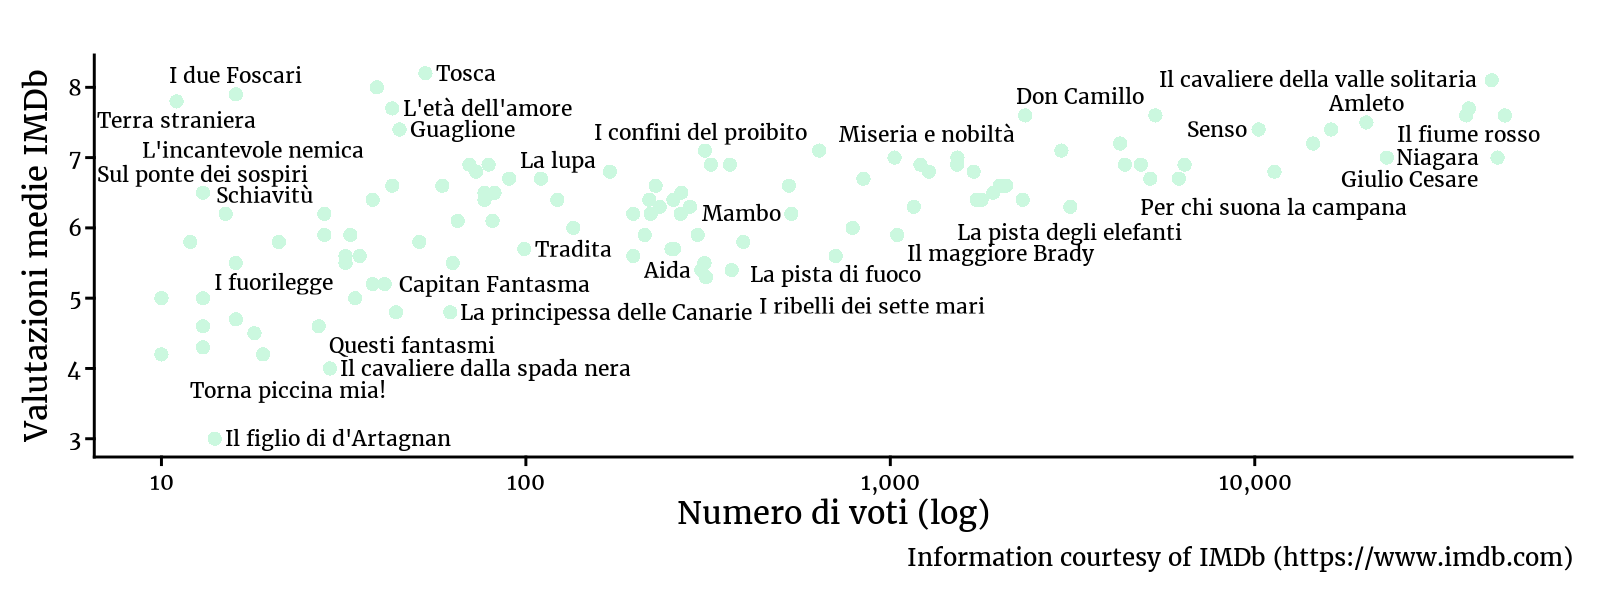 Valutazioni medie IMDb
8
7
6
5
4
3
I due Foscari
Tosca
Il cavaliere della valle solitaria
Terra straniera
L'età dell'amore
Don Camillo
Amleto
Guaglione
I confini del proibito
Miseria e nobiltà
Senso
Il fiume rosso
L'incantevole nemica
La lupa
Niagara
Sul ponte dei sospiri
Giulio Cesare
Schiavitù
Mambo
Per chi suona la campana
Tradita
La pista degli elefanti
Il maggiore Brady
Aida
La pista di fuoco
I fuorilegge
Capitan Fantasma
La principessa delle Canarie
I ribelli dei sette mari
Questi fantasmi
Il cavaliere dalla spada nera
Torna piccina mia!
Il figlio di d'Artagnan
10
100
1,000
10,000
Numero di voti (log)
Information courtesy of IMDb (https://www.imdb.com)